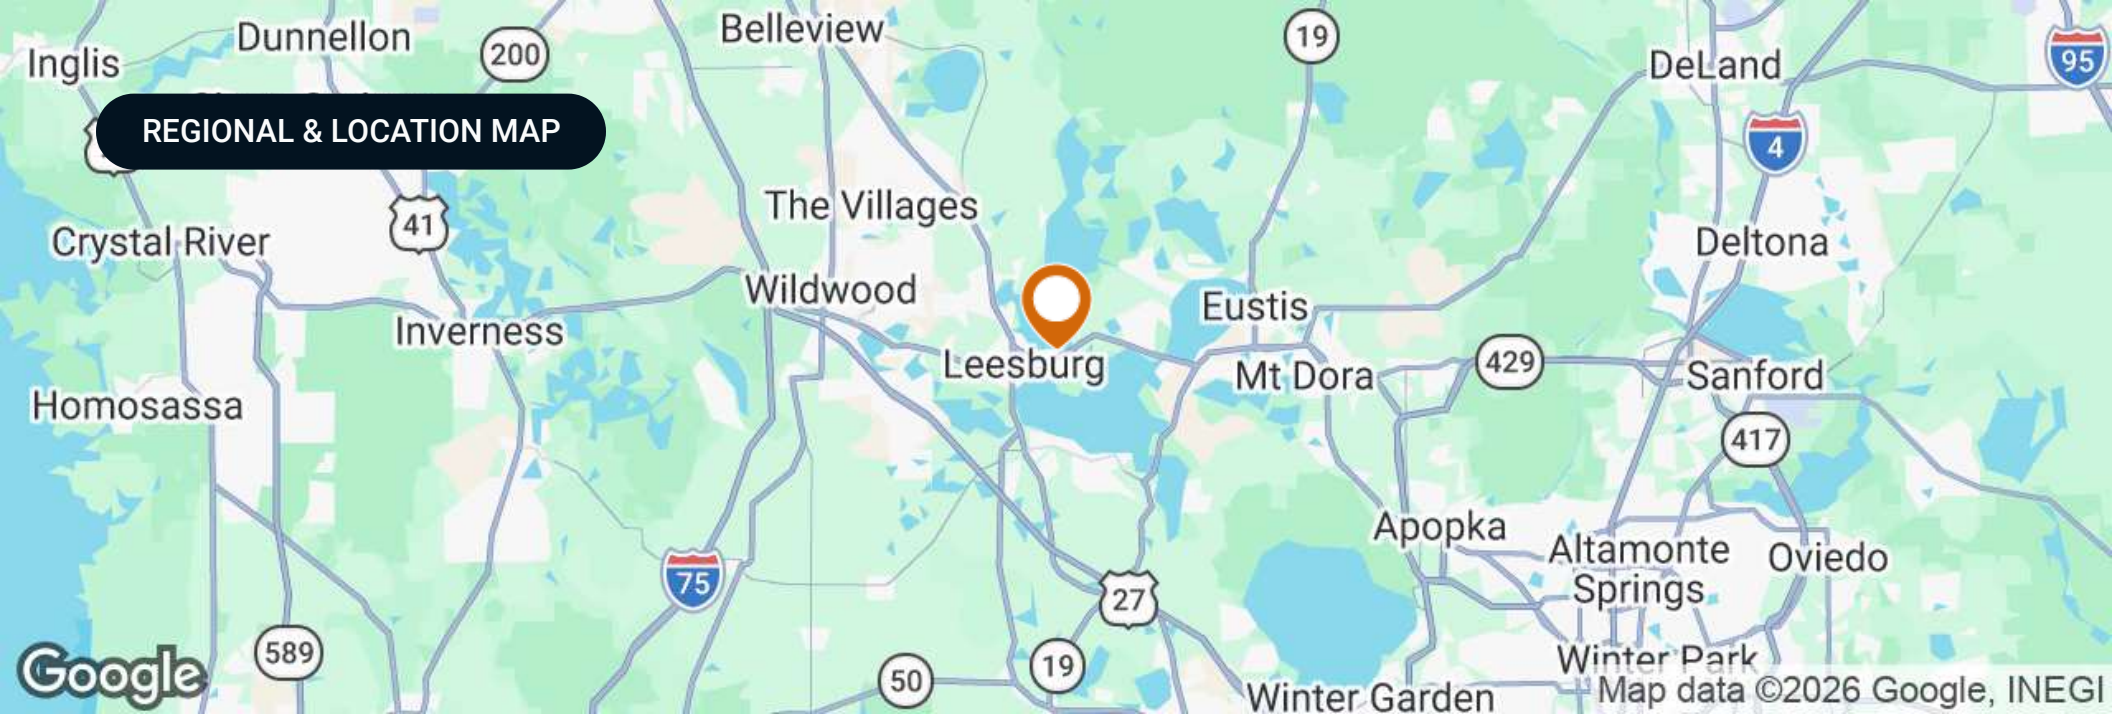 Belleview
19
Dunnellon
200
Inglis
DeLand
95
REGIONAL & LOCATION MAP
4
The Villages
41
Crystal River
Deltona
Wildwood
Eustis
Inverness
Leesburg
Mt Dora
429
Sanford
Homosassa
417
Apopka
Altamonte
Springs
Oviedo
75
27
589
19
50
Winter Park
Google
Winter Garden
Map data ©2026 Google, INEGI